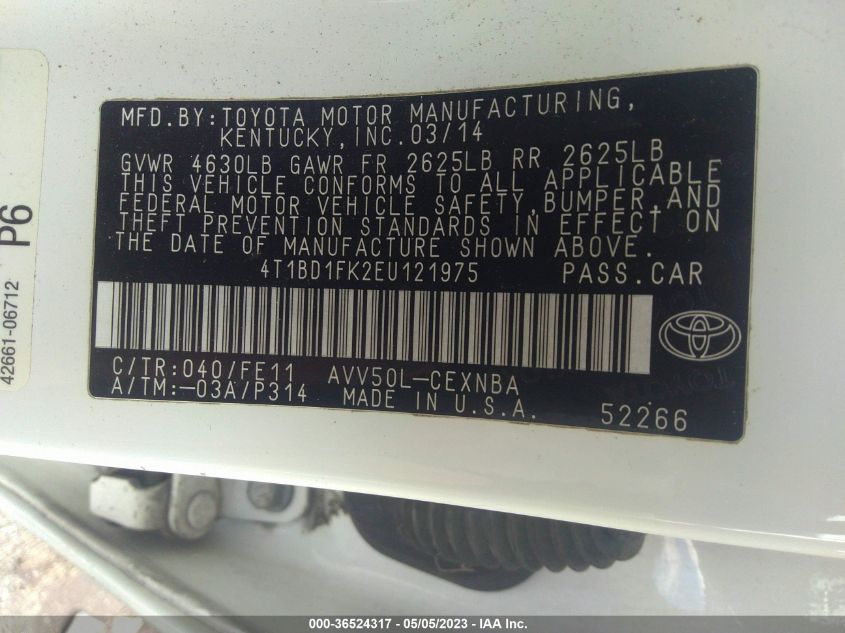 MFD.BY:TOYOTA MOTOR MANUFACTURING,
KENTUCKY,INC.03/14
GVWR 4630LB GAWR FR 2625LB RR 2625LB
THIS VEHICLE CONFORMS TO ALL APPLICABLE
FEDERAL MOTOR VEHICLE SAFETY,BUMPER,AND
THEFT PREVENTION STANDARDS IN EFFECT ON
THE DATE OF MANUFACTURE SHOWN ABOVE.
4T1BD1FK2EU121975 PASS.CAR
C/TR:040/FE11 AVV50L-CEXNBA
A/TM:-03A/P314 MADE IN U.S.A. 52266
P6
42661-06712
000-36524317 - 05/05/2023 - IAA Inc.